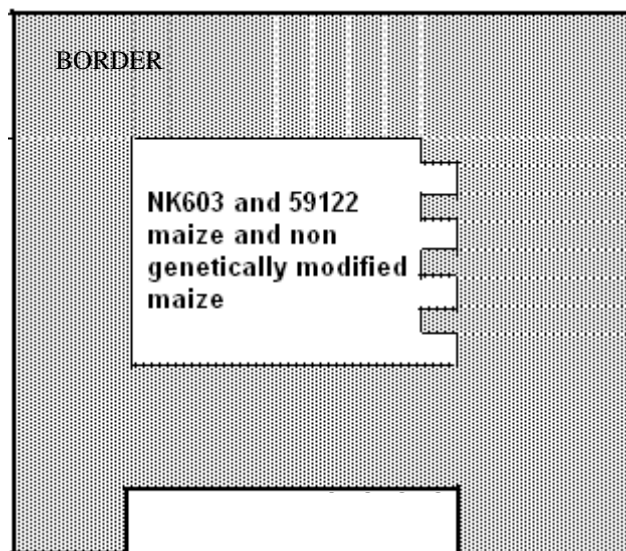 BORDER
NK603 and 59122
maize and non
genetically modified
maize